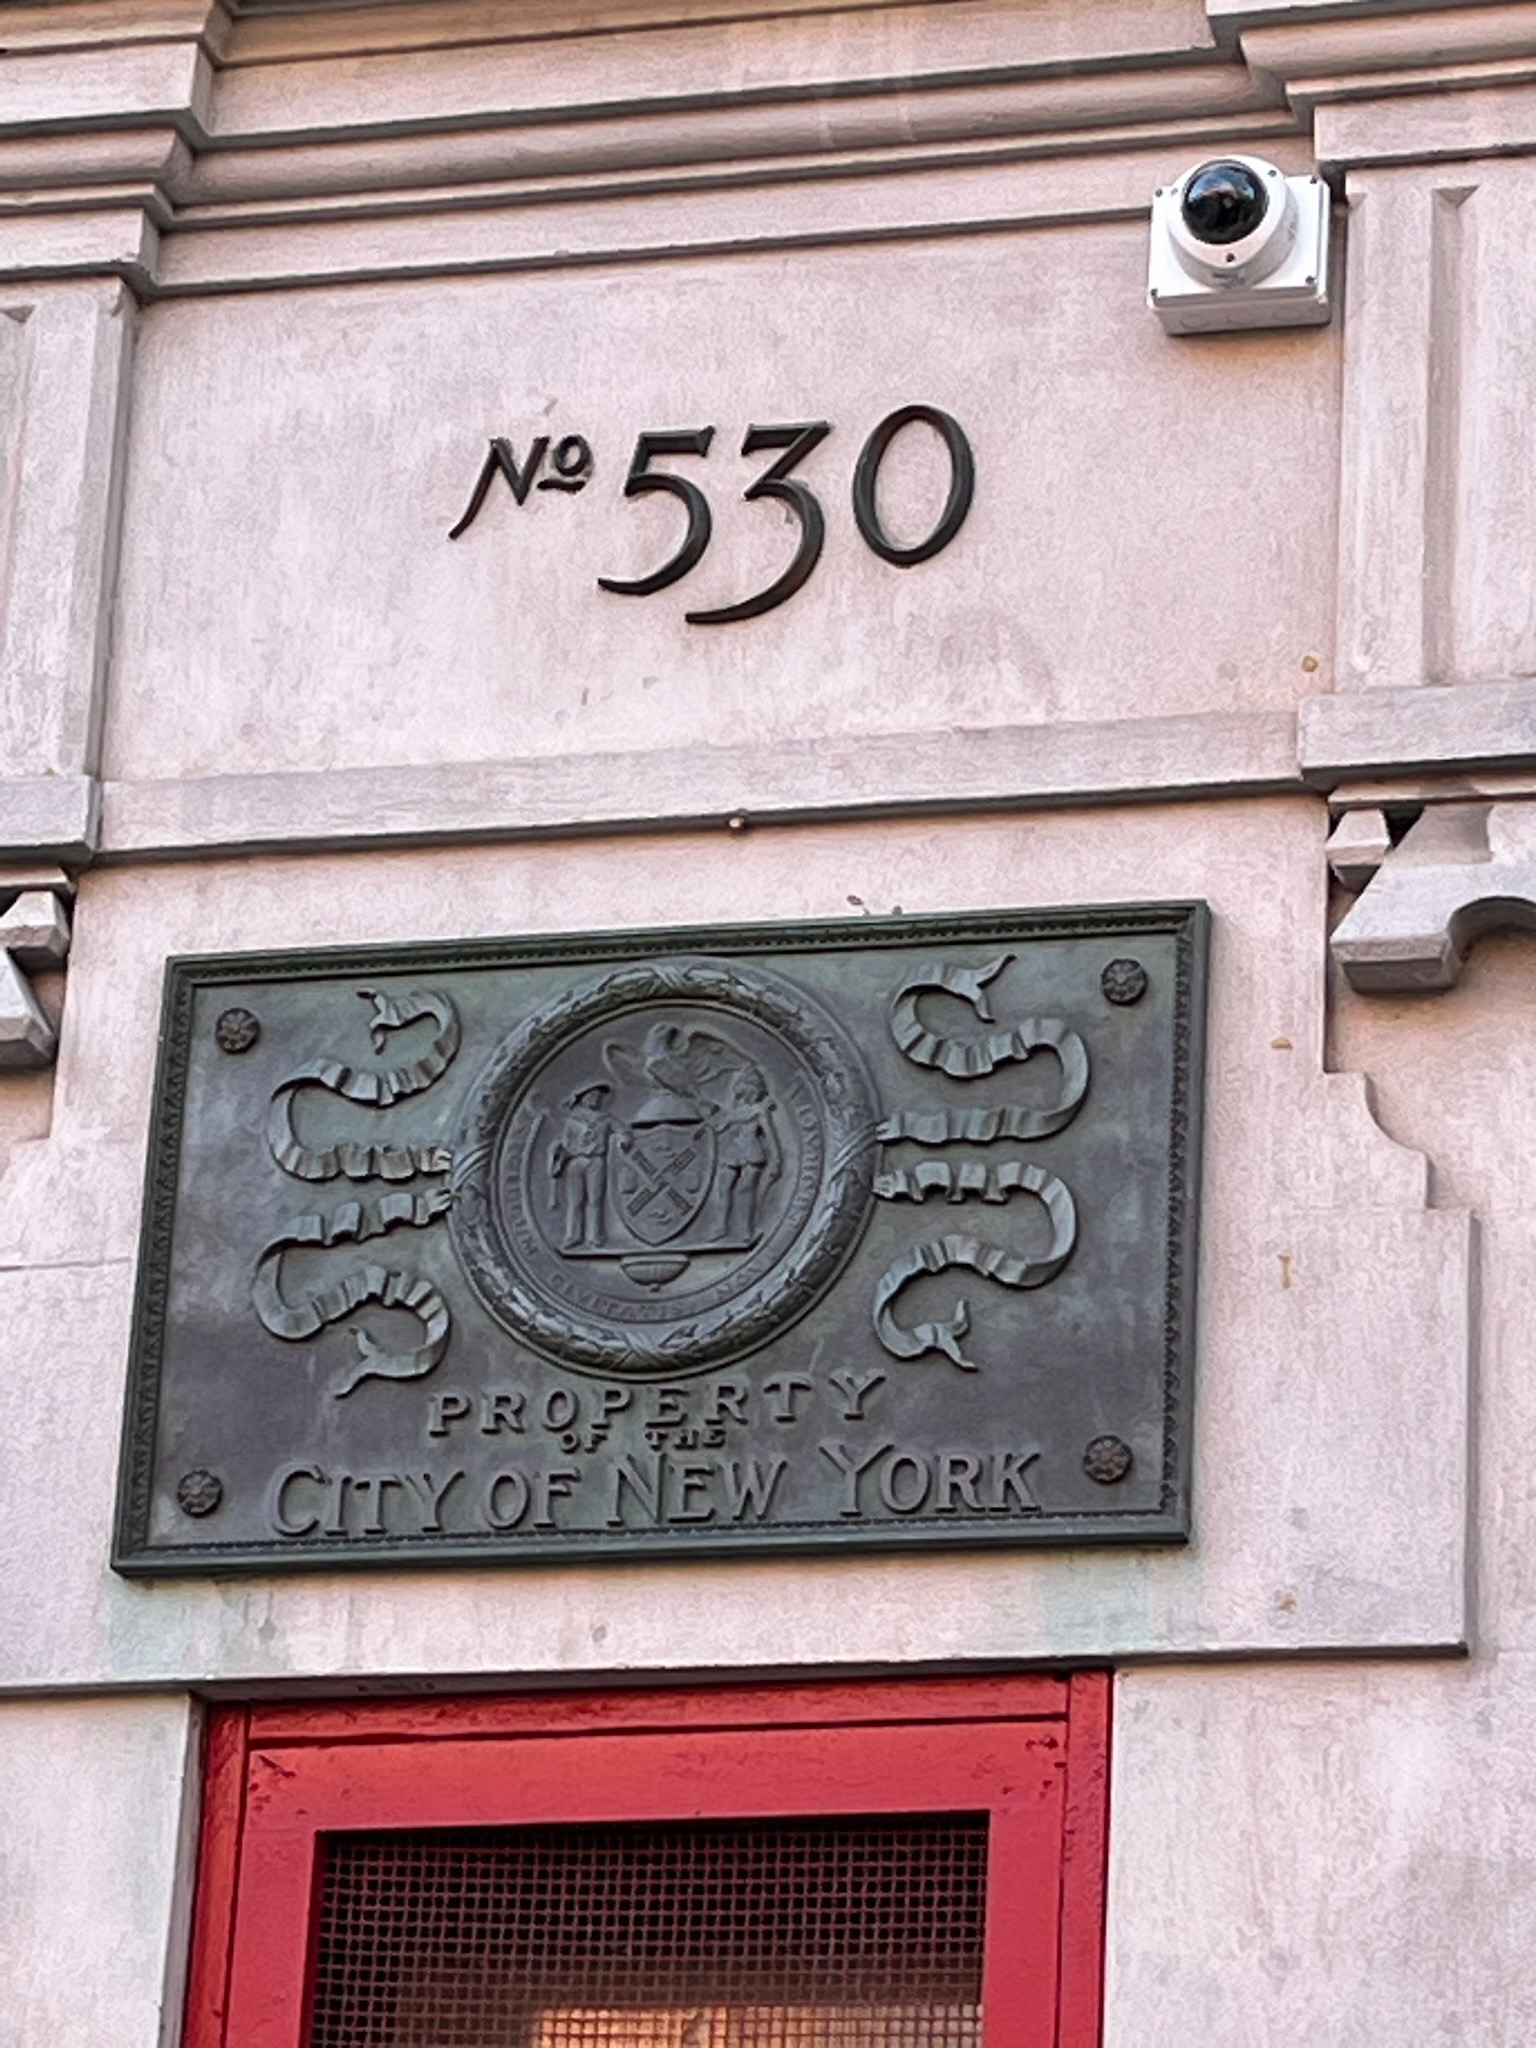 No 530
PROPERTY
OF THE
CITY OF NEW YORK